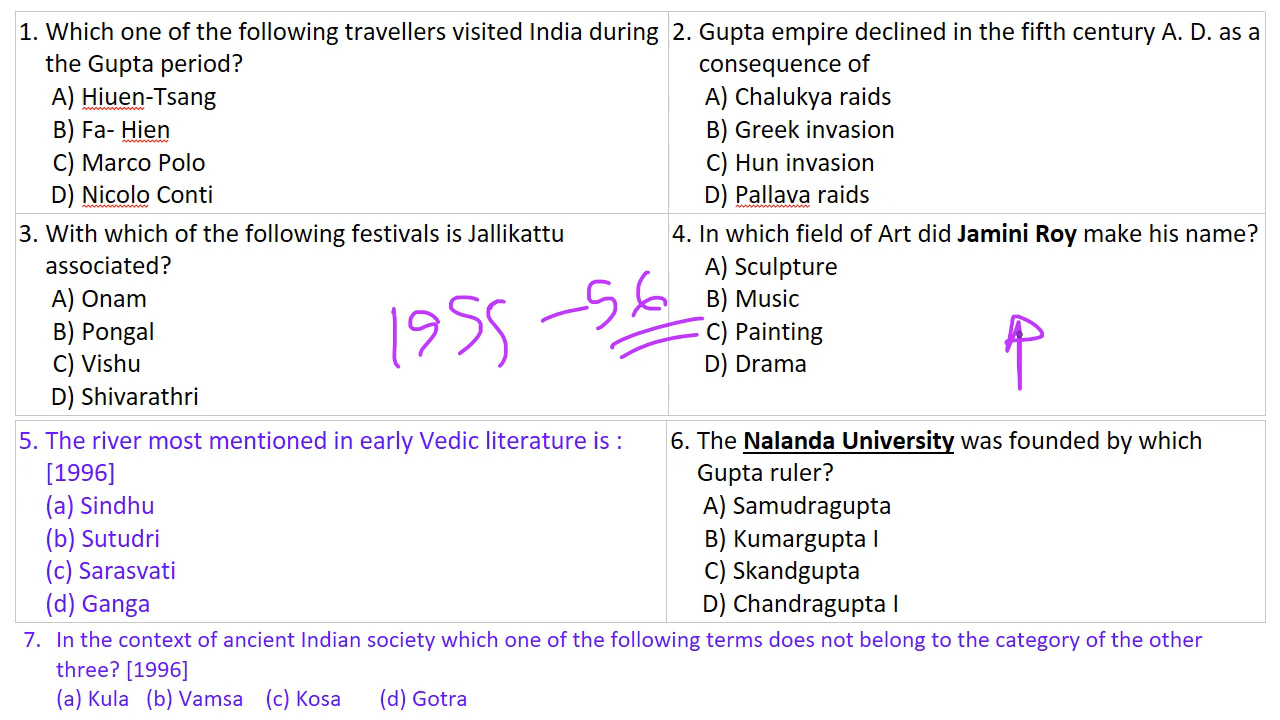 1. Which one of the following travellers visited India during
the Gupta period?
A) Hiuen-Tsang
B) Fa- Hien
C) Marco Polo
D) Nicolo Conti
2. Gupta empire declined in the fifth century A. D. as a
consequence of
A) Chalukya raids
B) Greek invasion
C) Hun invasion
D) Pallava raids
3. With which of the following festivals is Jallikattu
associated?
A) Onam
B) Pongal
C) Vishu
D) Shivarathri
1955 - 56
4. In which field of Art did Jamini Roy make his name?
A) Sculpture
B) Music
C) Painting
D) Drama
5. The river most mentioned in early Vedic literature is :
[1996]
(a) Sindhu
(b) Sutudri
(c) Sarasvati
(d) Ganga
6. The Nalanda University was founded by which
Gupta ruler?
A) Samudragupta
B) Kumargupta I
C) Skandgupta
D) Chandragupta I
7. In the context of ancient Indian society which one of the following terms does not belong to the category of the other
three? [1996]
(a) Kula (b) Vamsa (c) Kosa (d) Gotra